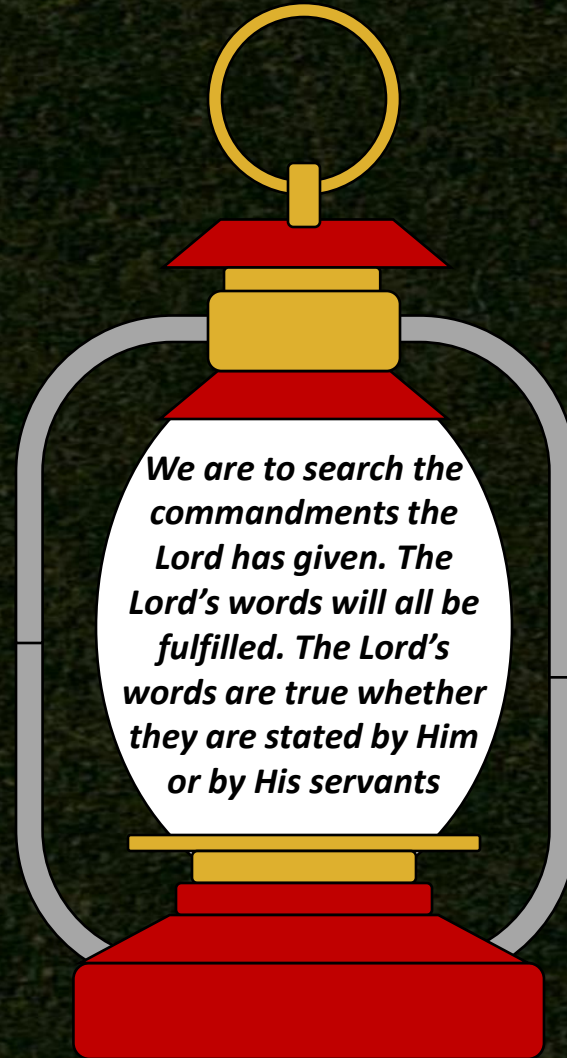 We are to search the
commandments the
Lord has given. The
Lord’s words will all be
fulfilled. The Lord’s
words are true whether
they are stated by Him
or by His servants